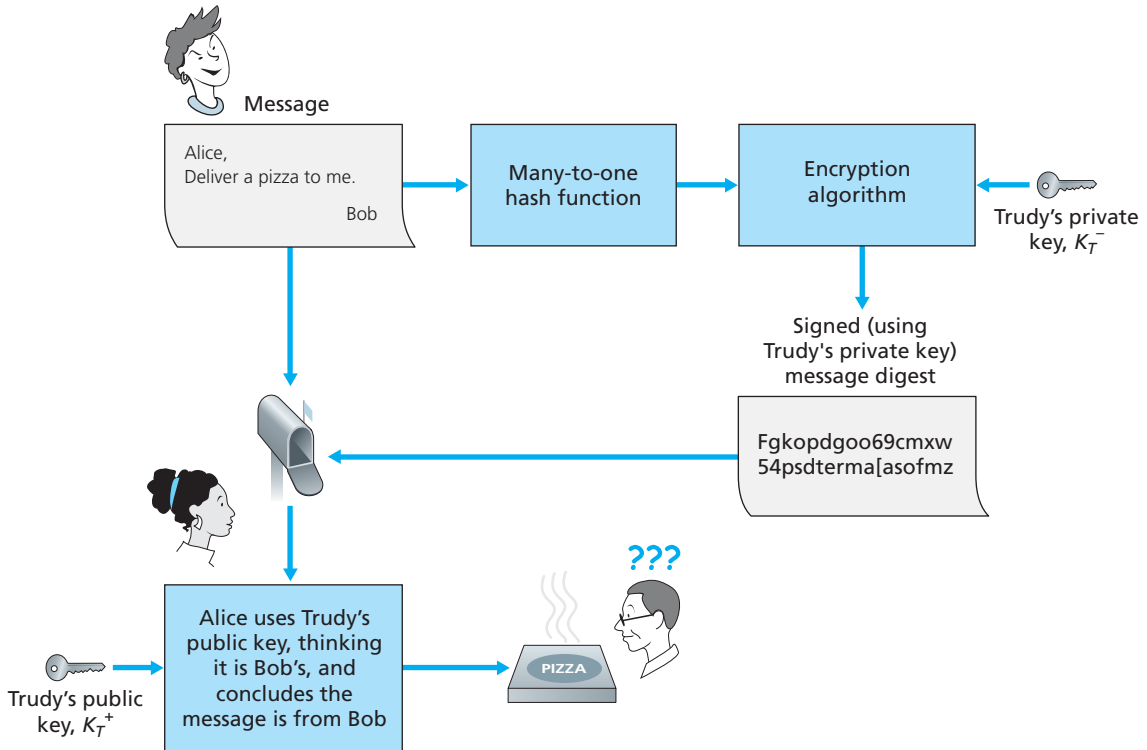 Message
Alice,
Deliver a pizza to me.
Bob
Many-to-one
hash function
Encryption
algorithm
Trudy's private
key, K_T^-
Signed (using
Trudy's private key)
message digest
Fgkopdgoo69cmxw
54psdterma[asofmz
???
Alice uses Trudy's
public key, thinking
it is Bob's, and
concludes the
message is from Bob
PIZZA
Trudy's public
key, K_T^+